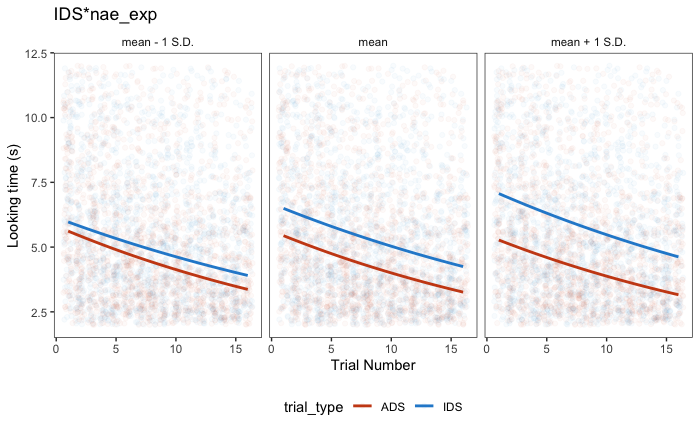 IDS*nae_exp
mean - 1 S.D. mean mean + 1 S.D.
12.5
10.0
7.5
5.0
2.5
Looking time (s)
0 5 10 15 0 5 10 15 0 5 10 15
Trial Number
trial_type ADS IDS